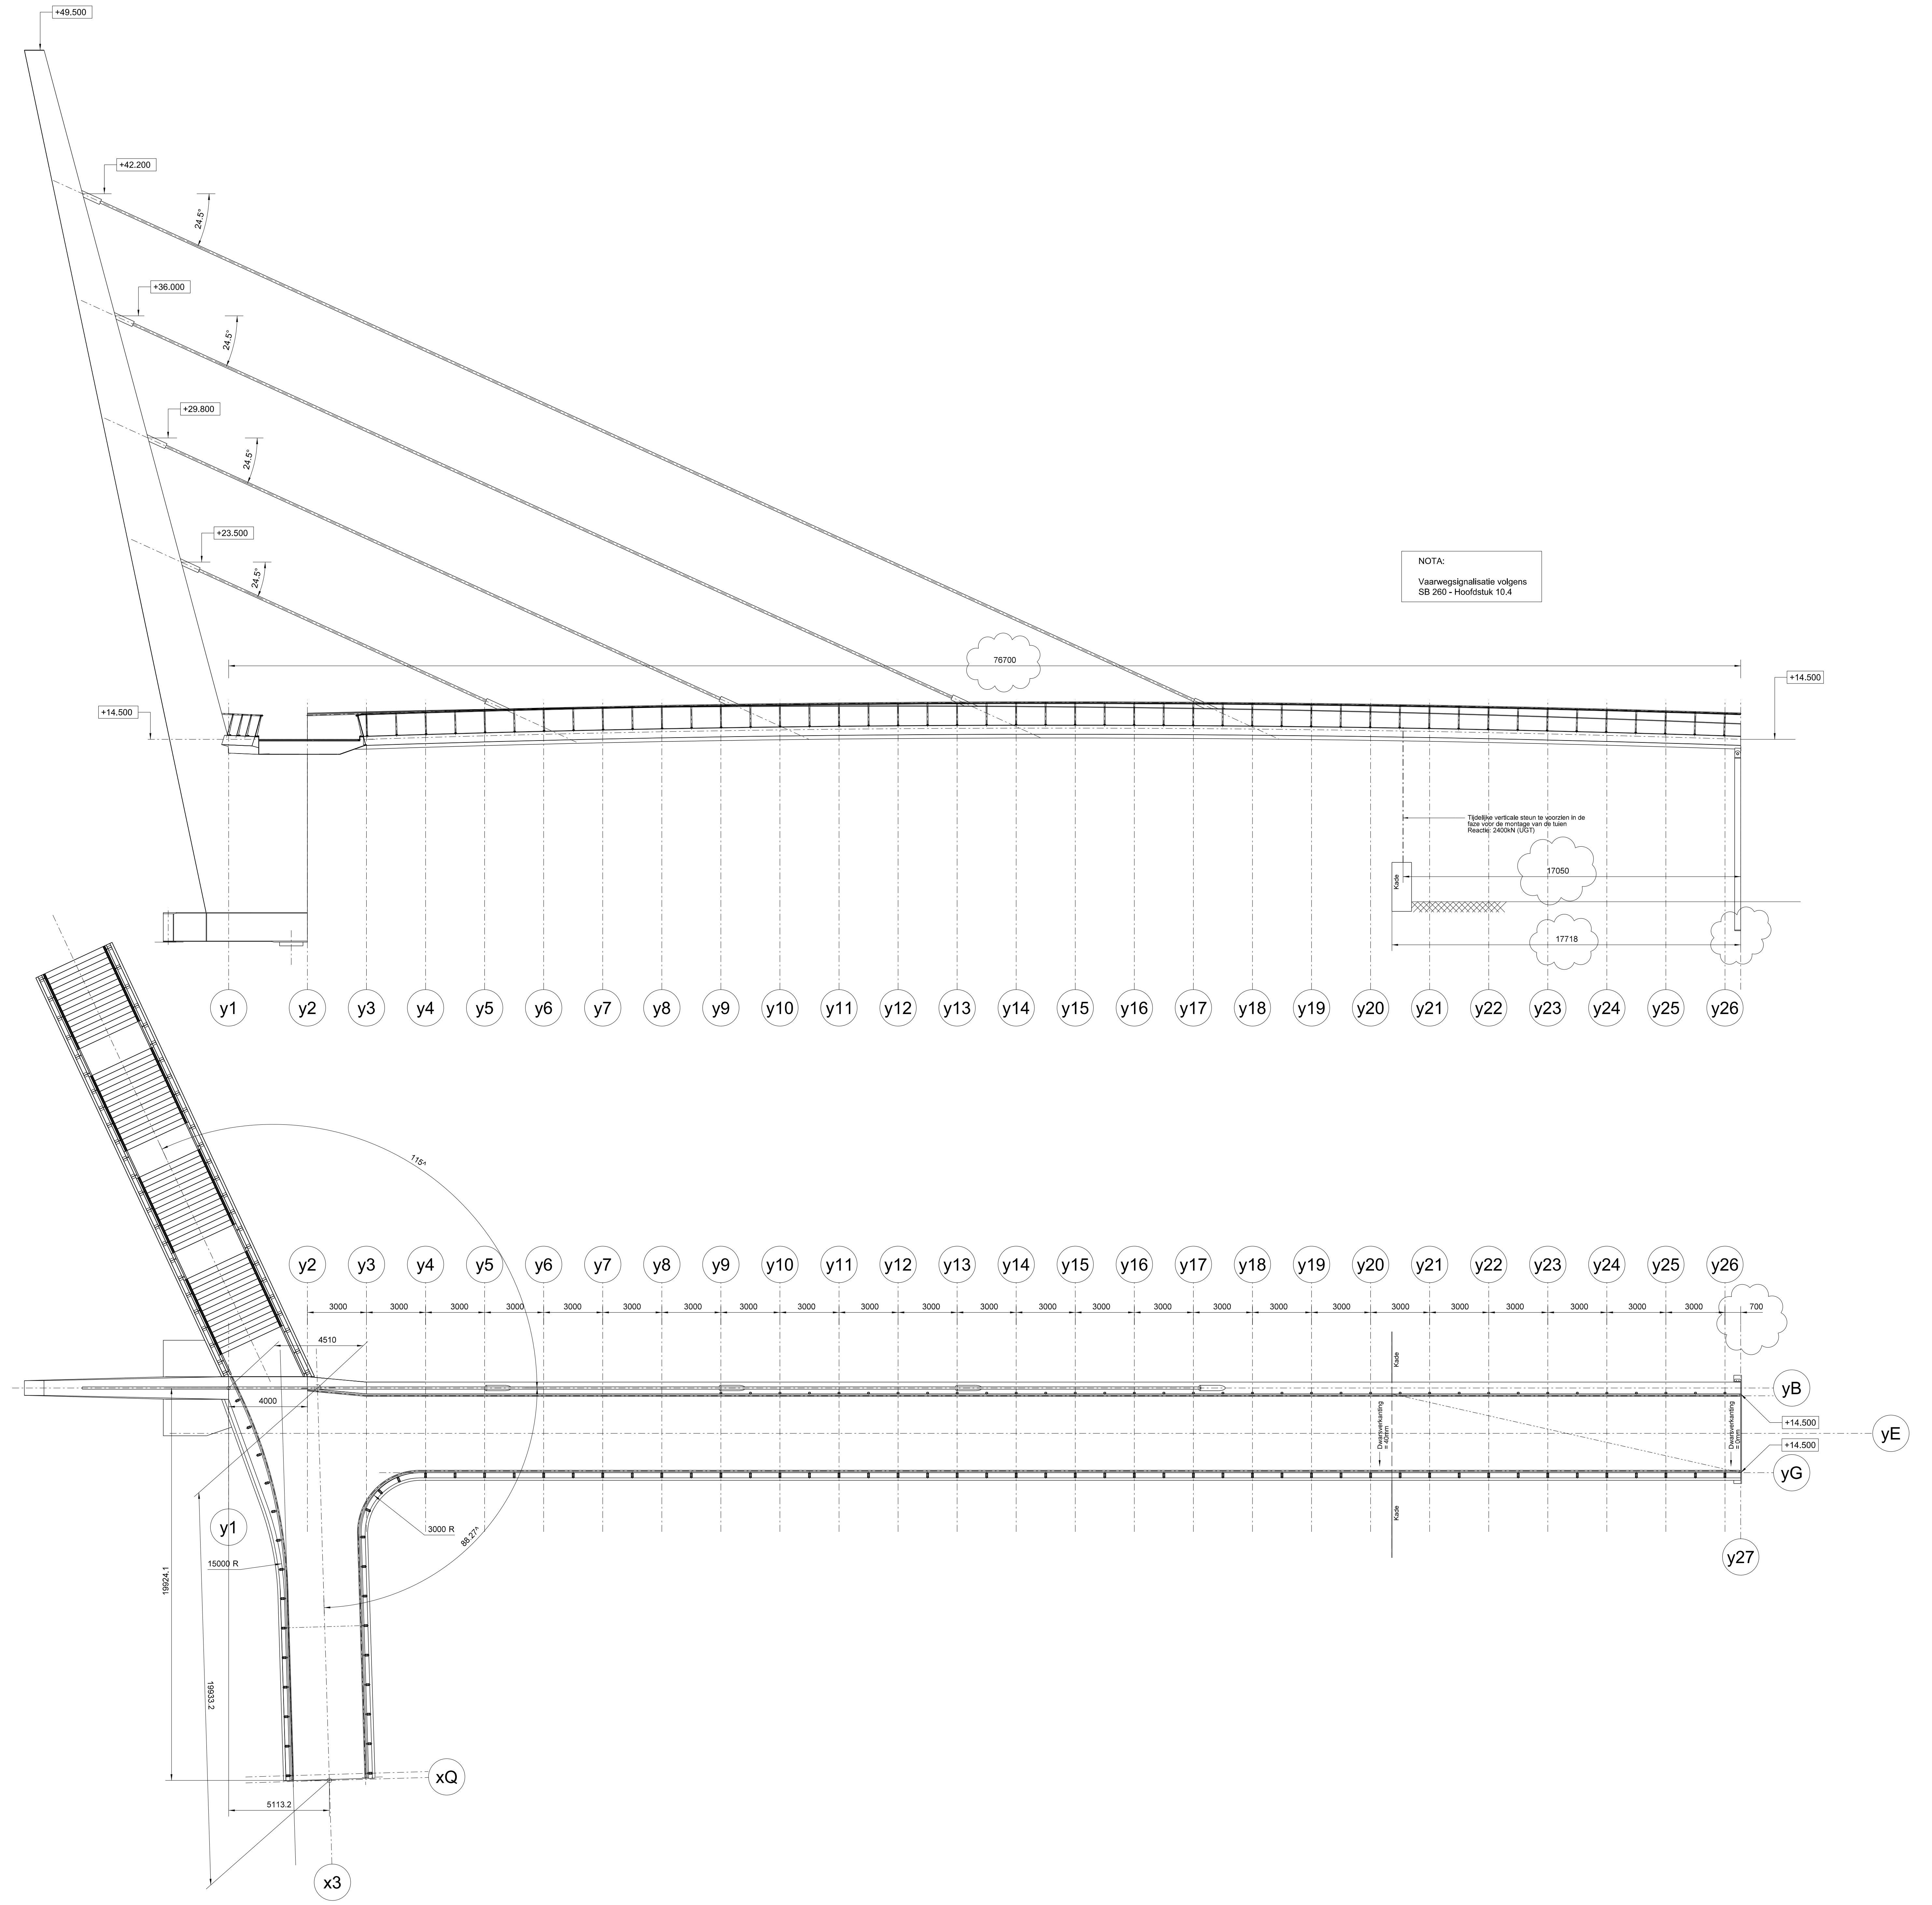 +49.500
+42.200
24.5°
+36.000
24.5°
+29.800
24.5°
+23.500
24.5°
NOTA:
Vaarwegsignalisatie volgens
SB 260 - Hoofdstuk 10.4
76700
+14.500
+14.500
Tijdelijke verticale steun te voorzien in de
faze voor de montage van de tuien
Reactie: 2400kN (UGT)
Kade
17050
17718
y1 y2 y3 y4 y5 y6 y7 y8 y9 y10 y11 y12 y13 y14 y15 y16 y17 y18 y19 y20 y21 y22 y23 y24 y25 y26
115^
y2 y3 y4 y5 y6 y7 y8 y9 y10 y11 y12 y13 y14 y15 y16 y17 y18 y19 y20 y21 y22 y23 y24 y25 y26
3000 3000 3000 3000 3000 3000 3000 3000 3000 3000 3000 3000 3000 3000 3000 3000 3000 3000 3000 3000 3000 3000 3000 3000 700
4510
Kade
yB
4000
Dwarsverkanting
= 40mm
Dwarsverkanting
= 0mm
+14.500
yE
+14.500
yG
Kade
y1
3000 R
88.27^
15000 R
y27
19924.1
19933.2
xQ
5113.2
x3